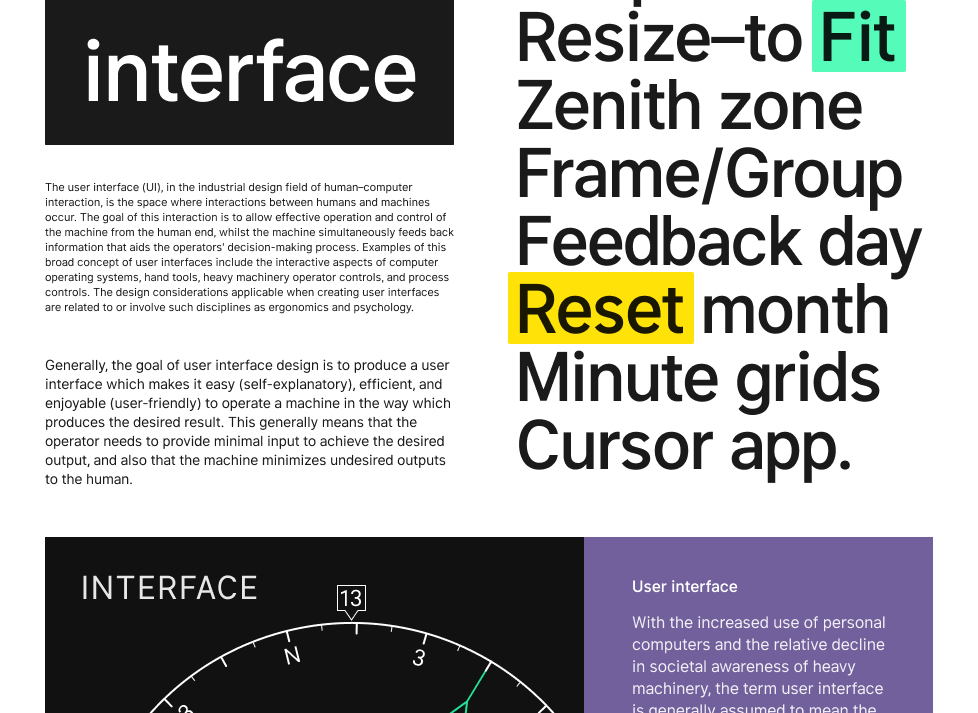 interface
The user interface (UI), in the industrial design field of human–computer
interaction, is the space where interactions between humans and machines
occur. The goal of this interaction is to allow effective operation and control of
the machine from the human end, whilst the machine simultaneously feeds back
information that aids the operators' decision-making process. Examples of this
broad concept of user interfaces include the interactive aspects of computer
operating systems, hand tools, heavy machinery operator controls, and process
controls. The design considerations applicable when creating user interfaces
are related to or involve such disciplines as ergonomics and psychology.
Generally, the goal of user interface design is to produce a user
interface which makes it easy (self-explanatory), efficient, and
enjoyable (user-friendly) to operate a machine in the way which
produces the desired result. This generally means that the
operator needs to provide minimal input to achieve the desired
output, and also that the machine minimizes undesired outputs
to the human.
Resize–to Fit
Zenith zone
Frame/Group
Feedback day
Reset month
Minute grids
Cursor app.
INTERFACE
13
N
3
User interface
With the increased use of personal
computers and the relative decline
in societal awareness of heavy
machinery, the term user interface
is generally assumed to mean the